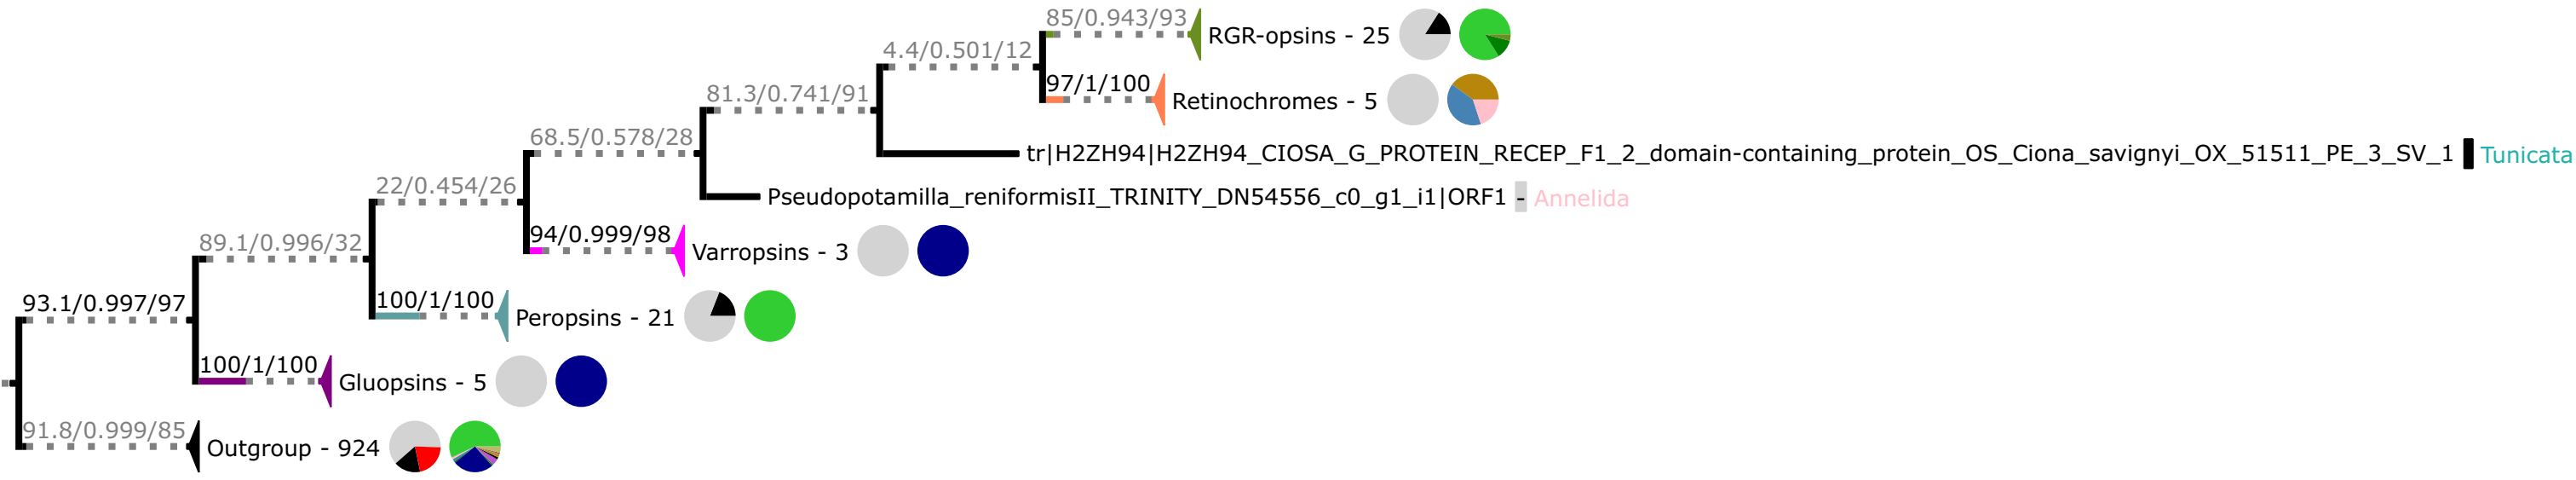 85/0.943/93
RGR-opsins - 25
4.4/0.501/12
97/1/100
Retinochromes - 5
81.3/0.741/91
tr|H2ZH94|H2ZH94_CIOSA_G_PROTEIN_RECEP_F1_2_domain-containing_protein_OS_Ciona_savignyi_OX_51511_PE_3_SV_1 Tunicata
68.5/0.578/28
Pseudopotamilla_reniformisII_TRINITY_DN54556_c0_g1_i1|ORF1 - Annelida
22/0.454/26
94/0.999/98
Varropsins - 3
89.1/0.996/32
100/1/100
Peropsins - 21
93.1/0.997/97
100/1/100
Gluopsins - 5
91.8/0.999/85
Outgroup - 924